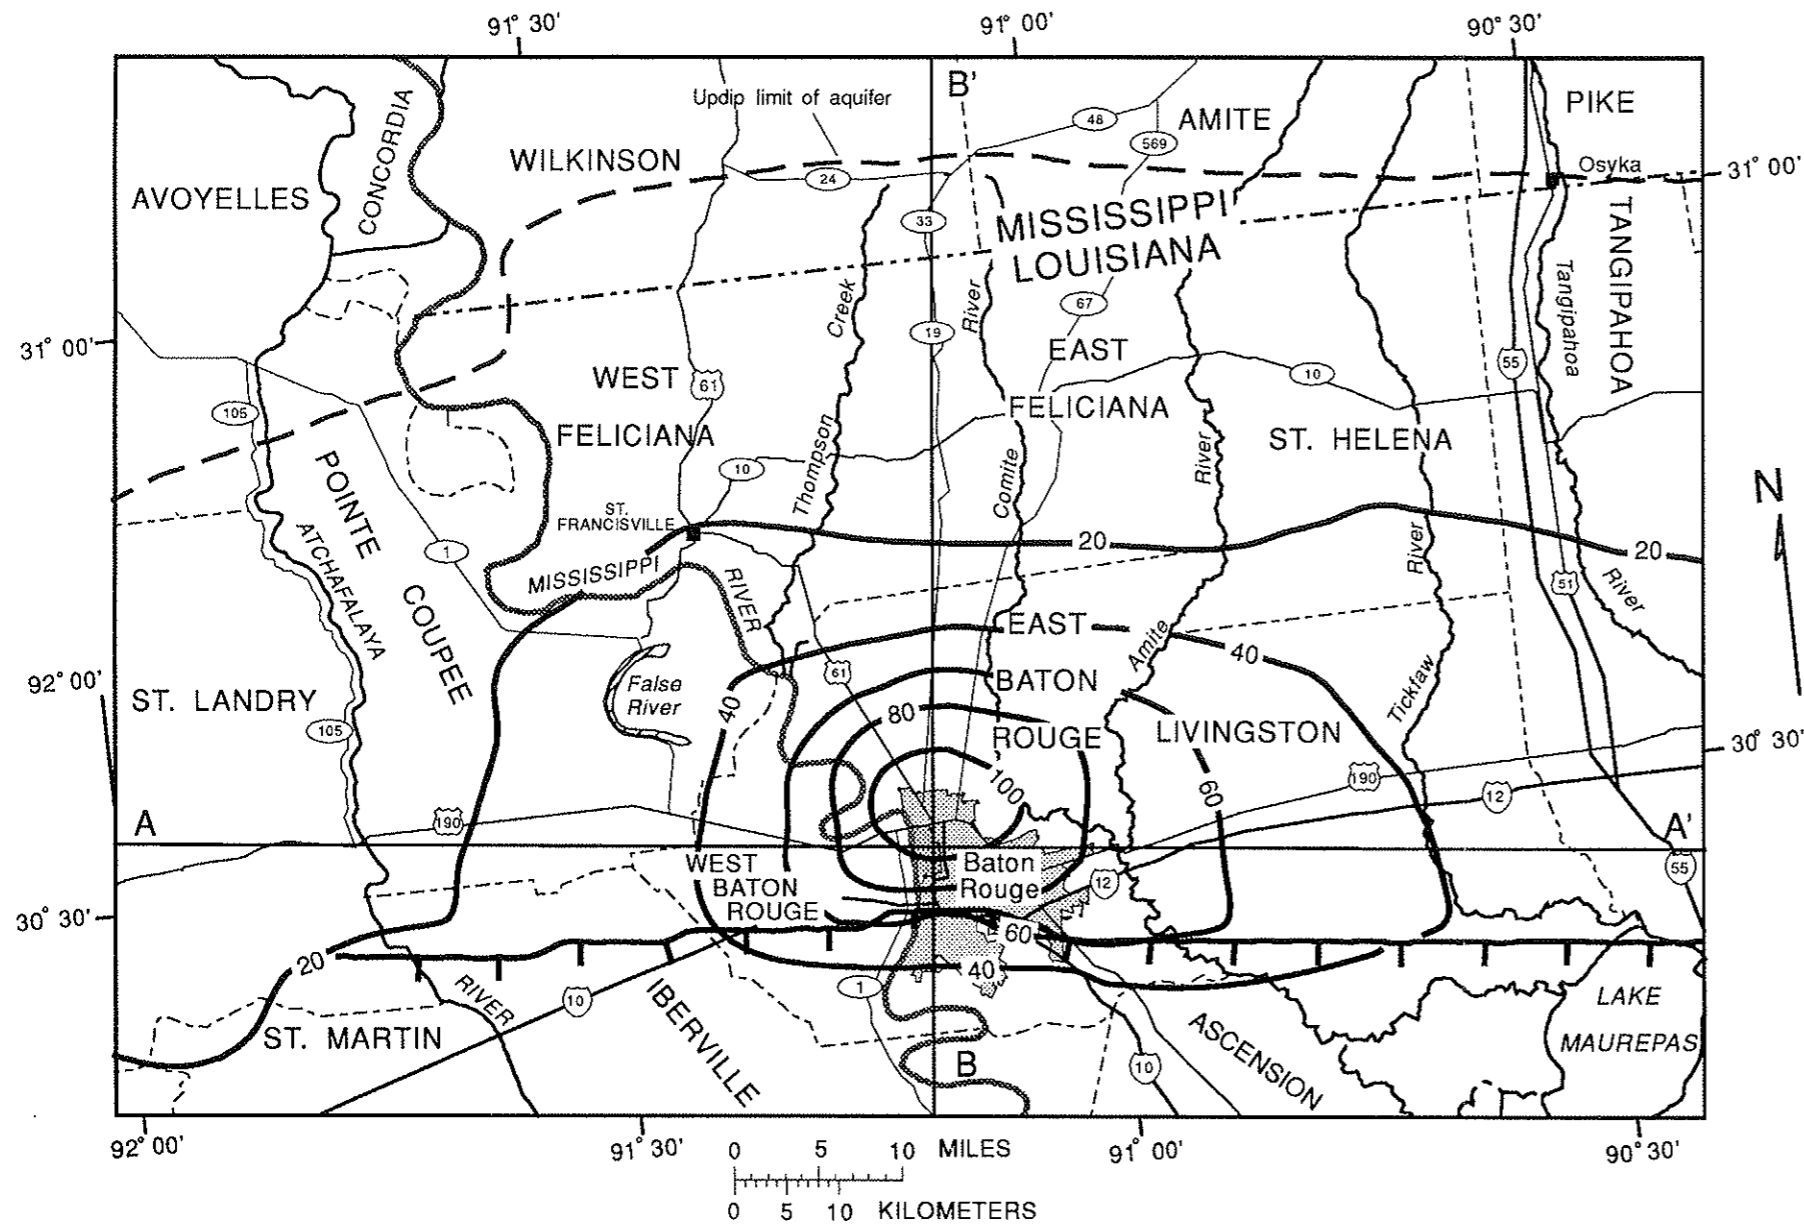 91° 30'
91° 00'
90° 30'
B'
Updip limit of aquifer
48
AMITE
PIKE
CONCORDIA
569
WILKINSON
24
Osyka
31° 00'
AVOYELLES
33
MISSISSIPPI
LOUISIANA
TANGIPAHOA
Tangipahoa
Creek
River
67
19
31° 00'
EAST
WEST
61
55
10
105
FELICIANA
FELICIANA
ST. HELENA
10
Thompson
Comite
River
POINTE
COUPEE
N
ST.
FRANCISVILLE
1
ATCHAFALAYA
20
20
River
MISSISSIPPI
RIVER
51
River
EAST
40
Amite
92° 00'
ST. LANDRY
False
River
61
BATON
40
80
Tickfaw
105
ROUGE
LIVINGSTON
30° 30'
100
60
190
12
A
190
A'
WEST
BATON
ROUGE
Baton
Rouge
12
55
30° 30'
60
20
40
RIVER
10
1
IBERVILLE
LAKE
MAUREPAS
ST. MARTIN
ASCENSION
B
10
92° 00'
91° 30'
91° 00'
90° 30'
0 5 10 MILES
0 5 10 KILOMETERS